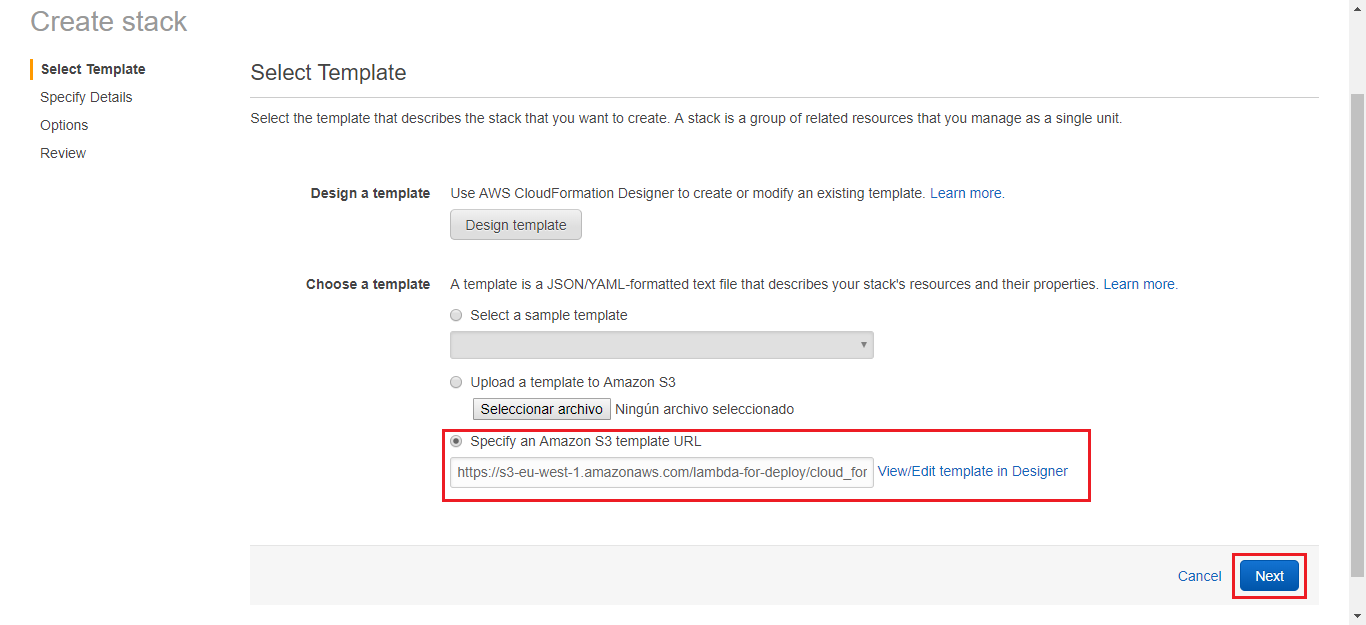 Create stack
Select Template
Specify Details
Options
Review
Select Template
Select the template that describes the stack that you want to create. A stack is a group of related resources that you manage as a single unit.
Design a template
Use AWS CloudFormation Designer to create or modify an existing template. Learn more.
Design template
Choose a template
A template is a JSON/YAML-formatted text file that describes your stack's resources and their properties. Learn more.
Select a sample template
Upload a template to Amazon S3
Seleccionar archivo Ningún archivo seleccionado
Specify an Amazon S3 template URL
https://s3-eu-west-1.amazonaws.com/lambda-for-deploy/cloud_for View/Edit template in Designer
Cancel Next